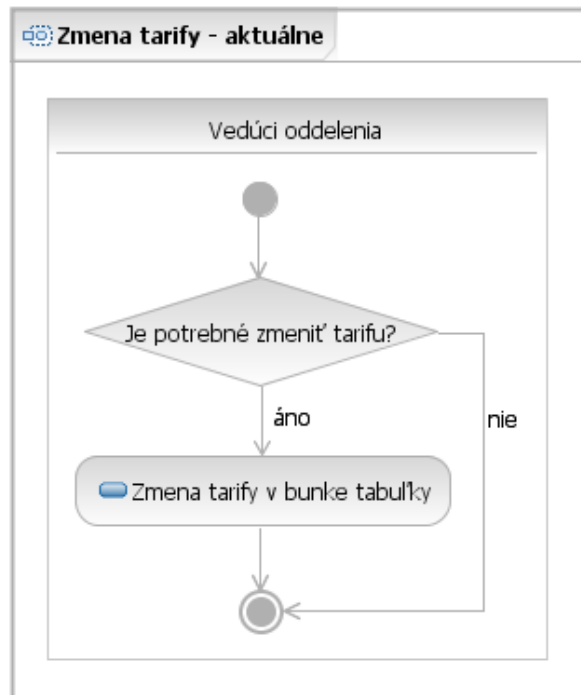 Zmena tarify - aktuálne
Vedúci oddelenia
Je potrebné zmeniť tarifu?
áno
nie
Zmena tarify v bunke tabuľky